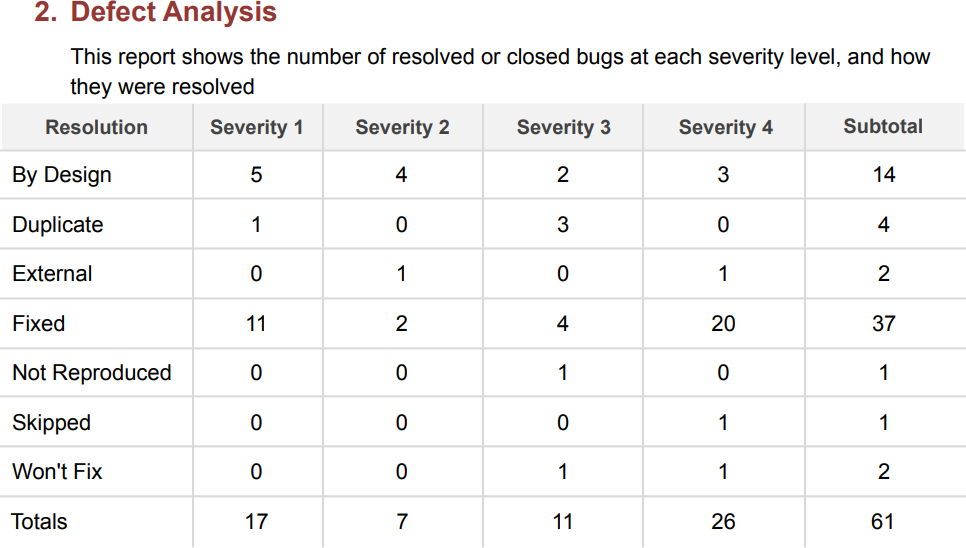 2. Defect Analysis
This report shows the number of resolved or closed bugs at each severity level, and how
they were resolved
Resolution Severity 1 Severity 2 Severity 3 Severity 4 Subtotal
By Design 5 4 2 3 14
Duplicate 1 0 3 0 4
External 0 1 0 1 2
Fixed 11 2 4 20 37
Not Reproduced 0 0 1 0 1
Skipped 0 0 0 1 1
Won't Fix 0 0 1 1 2
Totals 17 7 11 26 61